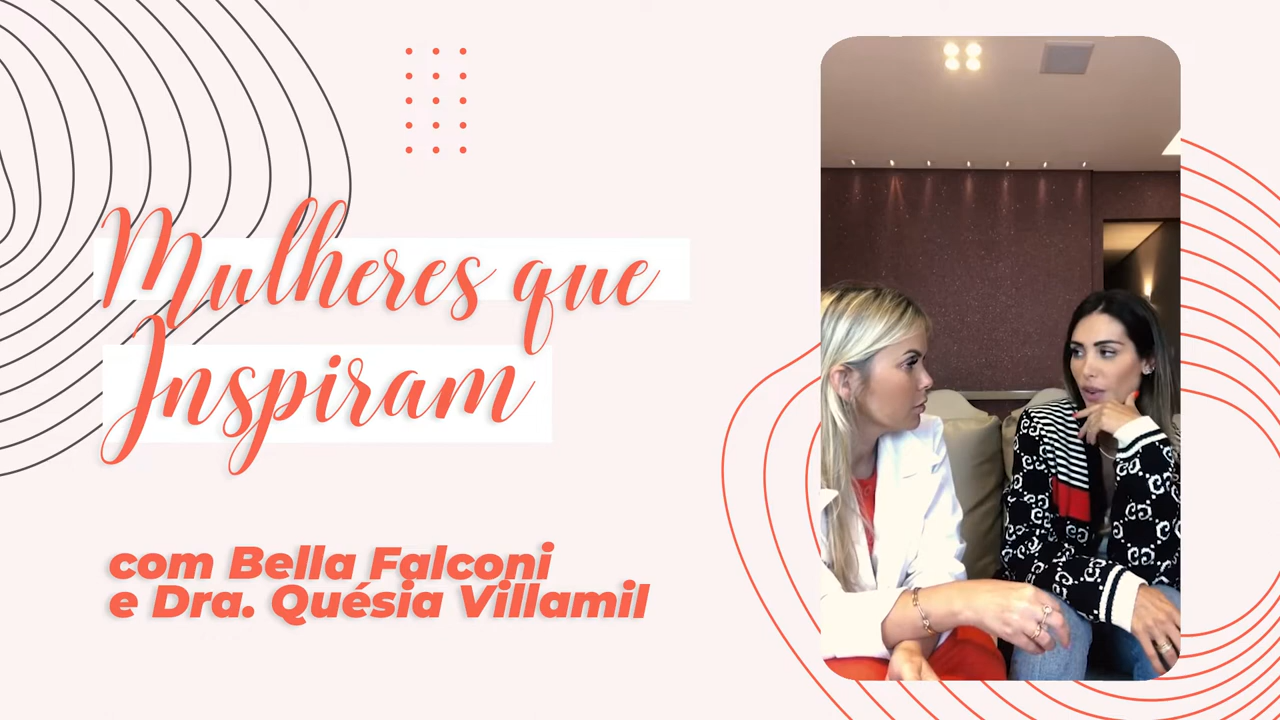 Mulheres que
Inspiram
com Bella Falconi
e Dra. Quésia Villamil